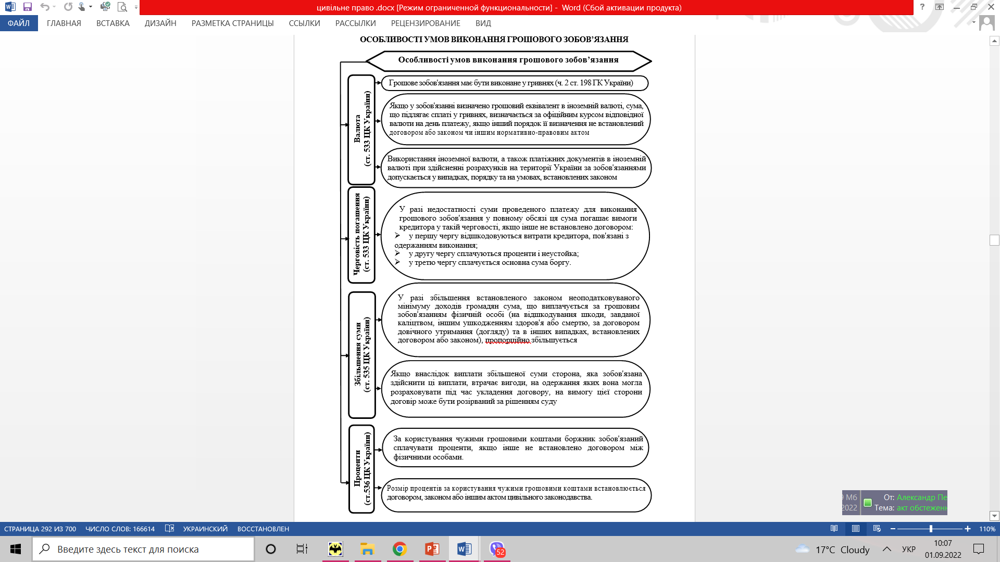 цивільне право .docx [Режим ограниченной функциональности] - Word (Сбой активации продукта)
ФАЙЛ ГЛАВНАЯ ВСТАВКА ДИЗАЙН РАЗМЕТКА СТРАНИЦЫ ССЫЛКИ РАССЫЛКИ РЕЦЕНЗИРОВАНИЕ ВИД
ОСОБЛИВОСТІ УМОВ ВИКОНАННЯ ГРОШОВОГО ЗОБОВ’ЯЗАННЯ
Особливості умов виконання грошового зобов’язання
Валюта
(ст. 533 ЦК України)
Грошове зобов'язання має бути виконане у гривнях (ч. 2 ст. 198 ГК України)
Якщо у зобов'язанні визначено грошовий еквівалент в іноземній валюті, сума,
що підлягає сплаті у гривнях, визначається за офіційним курсом відповідної
валюти на день платежу, якщо інший порядок її визначення не встановлений
договором або законом чи іншим нормативно-правовим актом
Використання іноземної валюти, а також платіжних документів в іноземній
валюті при здійсненні розрахунків на території України за зобов'язаннями
допускається у випадках, порядку та на умовах, встановлених законом
Черговість погашення
(ст. 533 ЦК України)
У разі недостатності суми проведеного платежу для виконання
грошового зобов'язання у повному обсязі ця сума погашає вимоги
кредитора у такій черговості, якщо інше не встановлено договором:
➢ у першу чергу відшкодовуються витрати кредитора, пов'язані з
одержанням виконання;
➢ у другу чергу сплачуються проценти і неустойка;
➢ у третю чергу сплачується основна сума боргу.
Збільшення суми
(ст. 535 ЦК України)
У разі збільшення встановленого законом неоподатковуваного
мінімуму доходів громадян сума, що виплачується за грошовим
зобов'язанням фізичній особі (на відшкодування шкоди, завданої
каліцтвом, іншим ушкодженням здоров'я або смертю, за договором
довічного утримання (догляду) та в інших випадках, встановлених
договором або законом), пропорційно збільшується
Якщо внаслідок виплати збільшеної суми сторона, яка зобов'язана
здійснити ці виплати, втрачає вигоди, на одержання яких вона могла
розраховувати під час укладення договору, на вимогу цієї сторони
договір може бути розірваний за рішенням суду
Проценти
(ст.536 ЦК України)
За користування чужими грошовими коштами боржник зобов'язаний
сплачувати проценти, якщо інше не встановлено договором між
фізичними особами.
Розмір процентів за користування чужими грошовими коштами встановлюється
договором, законом або іншим актом цивільного законодавства.
Мб От: Александр Пе
2022 Тема: акт обстежен
СТРАНИЦА 292 ИЗ 700 ЧИСЛО СЛОВ: 166614 УКРАИНСКИЙ ВОССТАНОВЛЕН 110%
Введите здесь текст для поиска 52 17°C Cloudy УКР 10:07
01.09.2022